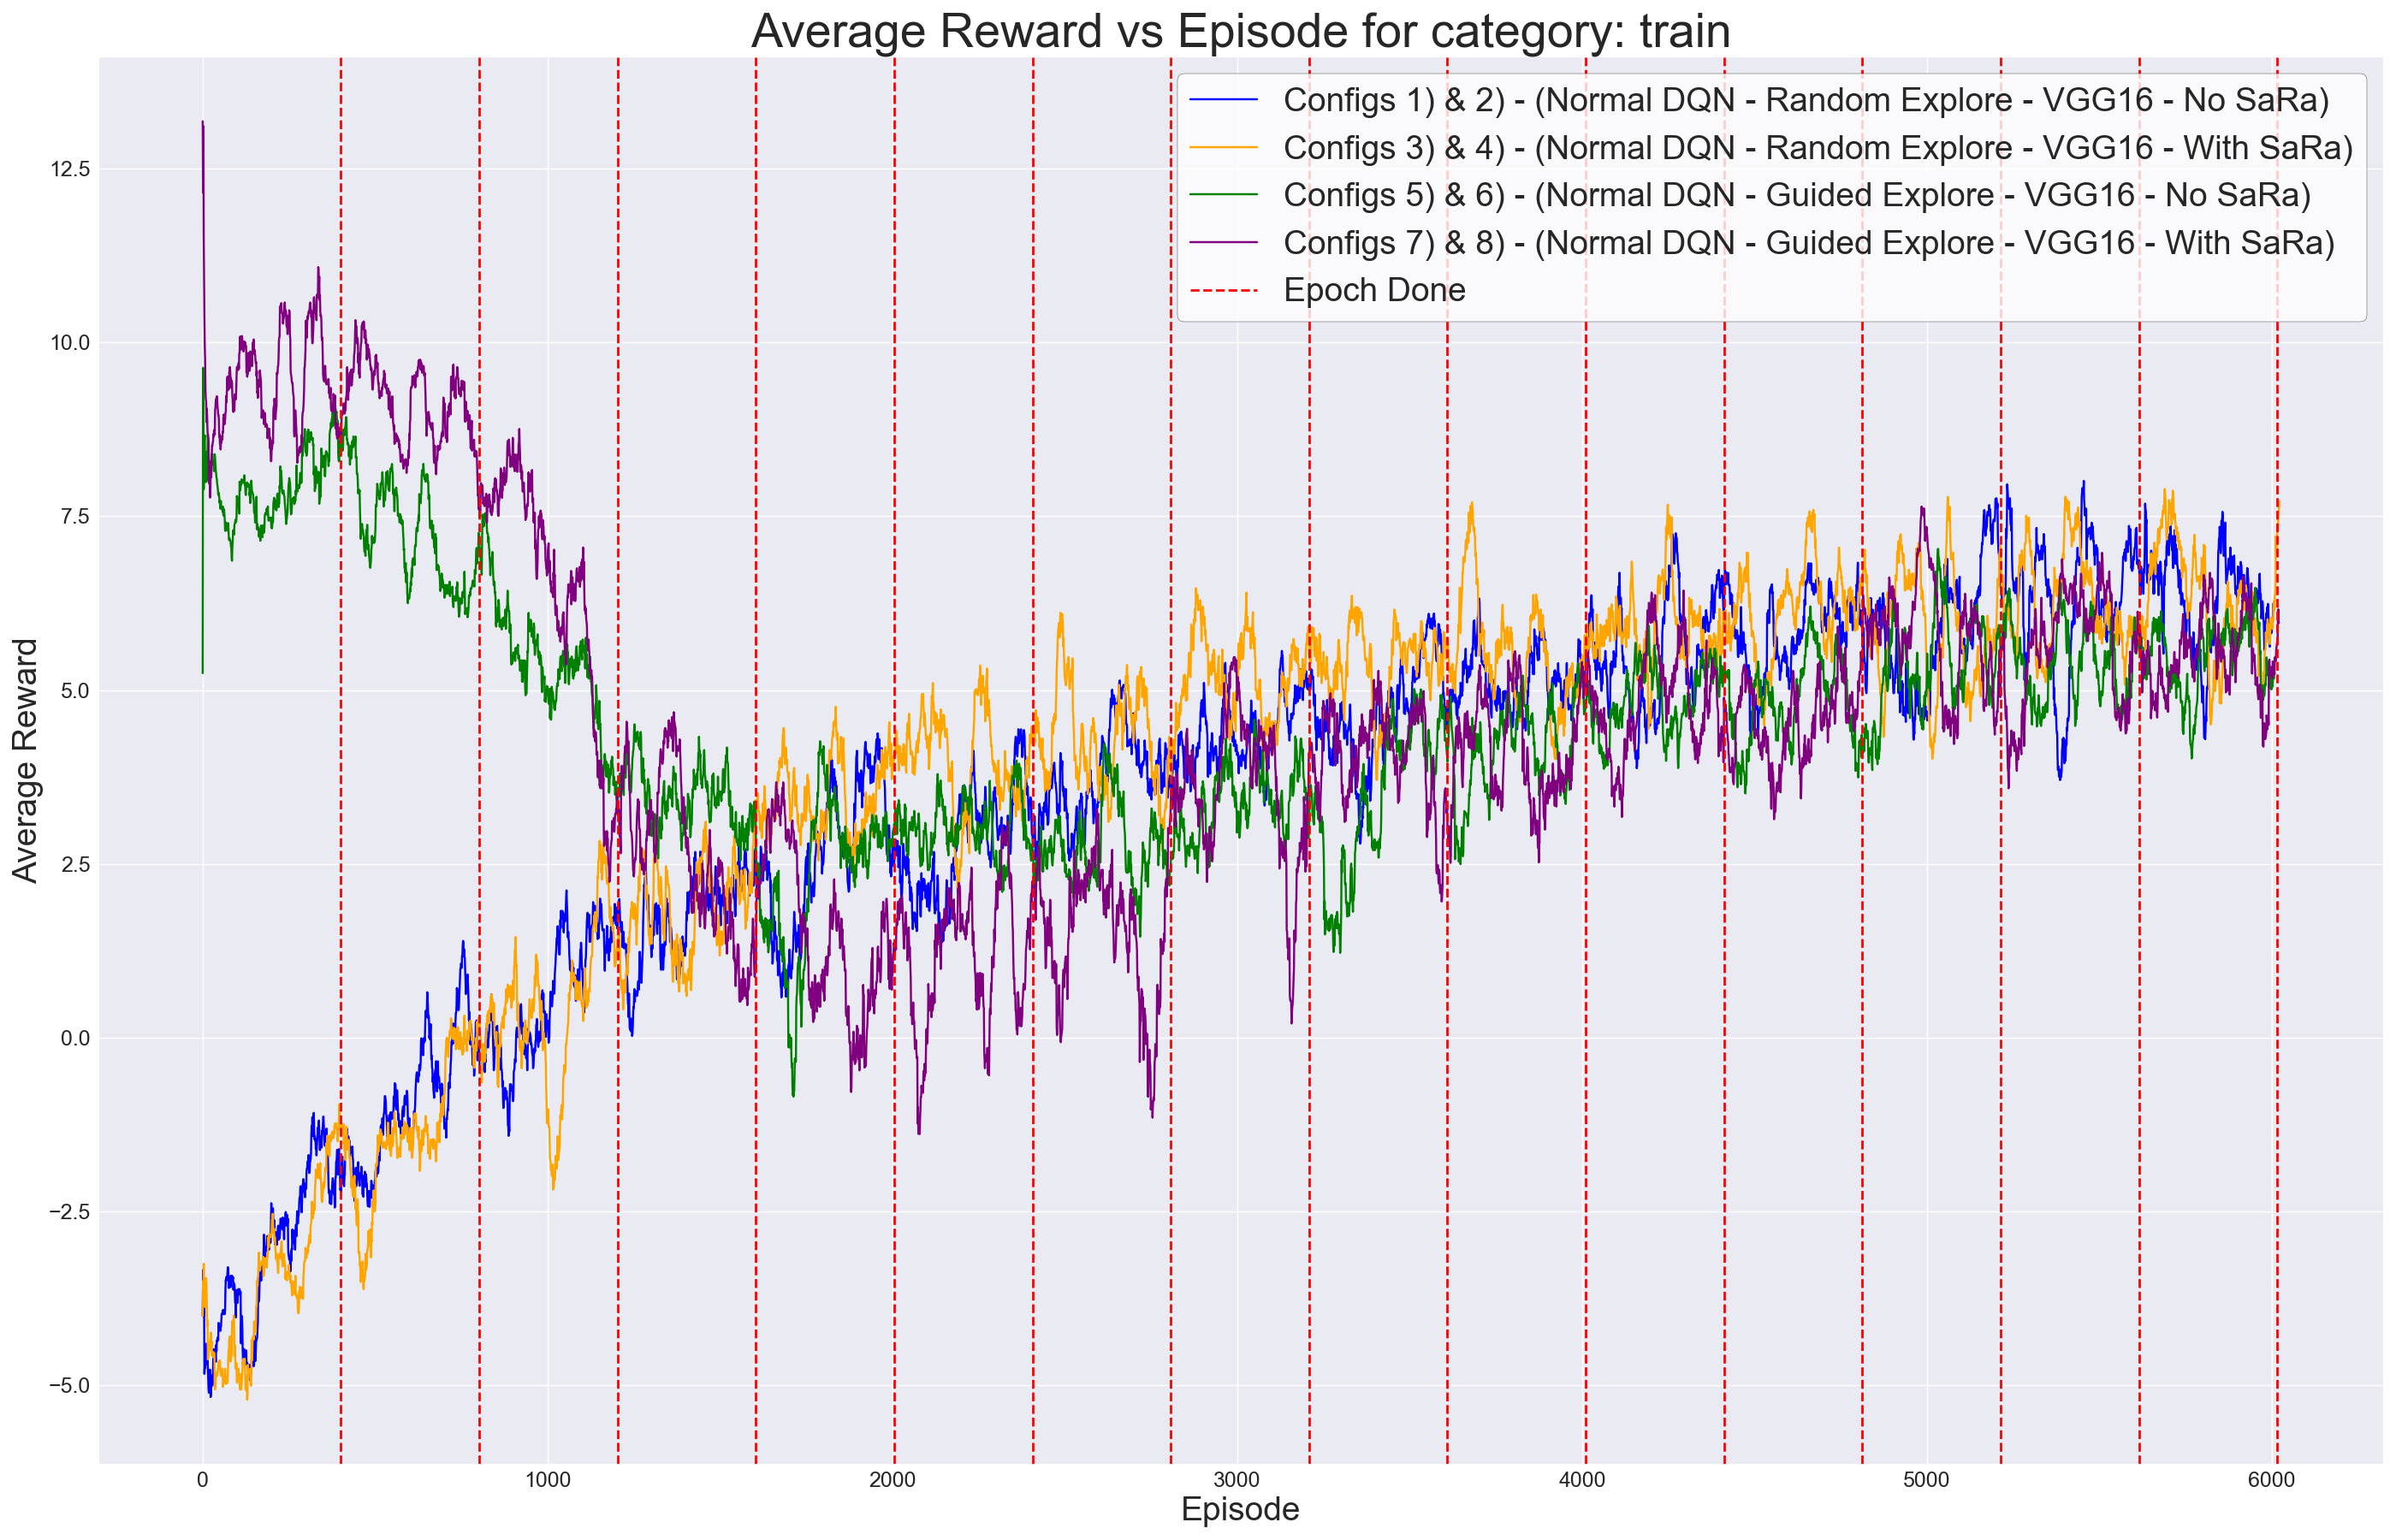 Average Reward vs Episode for category: train
Configs 1) & 2) - (Normal DQN - Random Explore - VGG16 - No SaRa)
Configs 3) & 4) - (Normal DQN - Random Explore - VGG16 - With SaRa)
Configs 5) & 6) - (Normal DQN - Guided Explore - VGG16 - No SaRa)
Configs 7) & 8) - (Normal DQN - Guided Explore - VGG16 - With SaRa)
Epoch Done
Average Reward
12.5
10.0
7.5
5.0
2.5
0.0
−2.5
−5.0
0 1000 2000 3000 4000 5000 6000
Episode